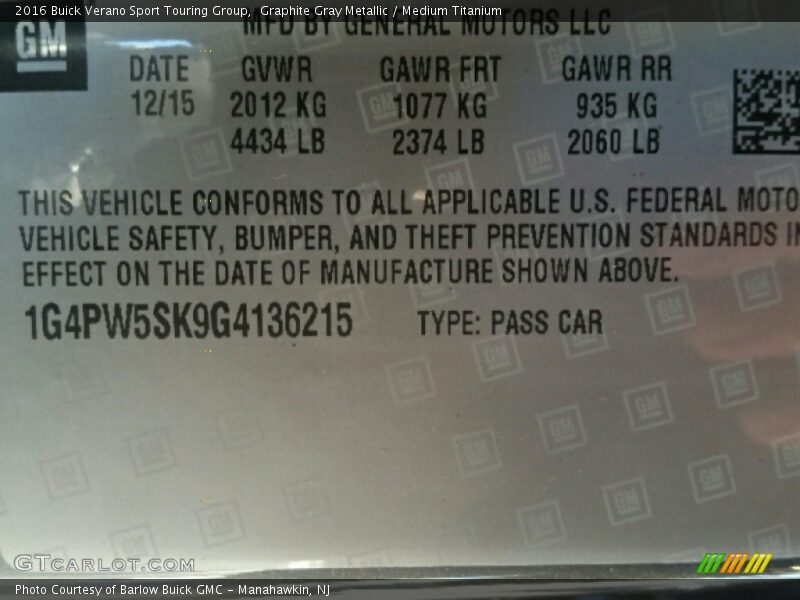 2016 Buick Verano Sport Touring Group,  Graphite Gray Metallic / Medium Titanium
GM
MFD BY GENERAL MOTORS LLC
DATE GVWR GAWR FRT GAWR RR
12/15 2012 KG 1077 KG 935 KG
4434 LB 2374 LB 2060 LB
THIS VEHICLE CONFORMS TO ALL APPLICABLE U.S. FEDERAL MOTO
VEHICLE SAFETY, BUMPER, AND THEFT PREVENTION STANDARDS IN
EFFECT ON THE DATE OF MANUFACTURE SHOWN ABOVE.
1G4PW5SK9G4136215 TYPE: PASS CAR
GTCARLOT.COM
Photo Courtesy of Barlow Buick GMC - Manahawkin, NJ